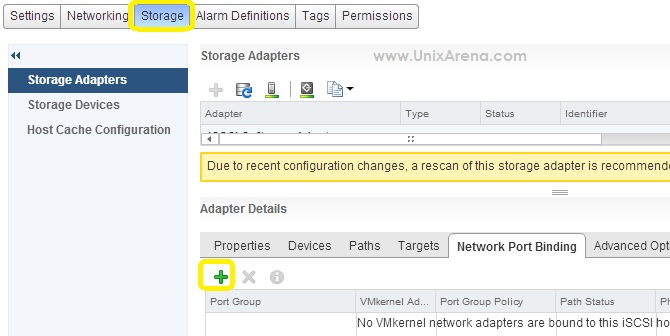 Settings Networking Storage Alarm Definitions Tags Permissions
www.UnixArena.com
Storage Adapters
Storage Devices
Host Cache Configuration
Storage Adapters
Adapter Type Status Identifier
Due to recent configuration changes, a rescan of this storage adapter is recommende
Adapter Details
Properties Devices Paths Targets Network Port Binding Advanced Opt
Port Group VMkernel Ad... Port Group Policy Path Status Ph
No VMkernel network adapters are bound to this iSCSI ho